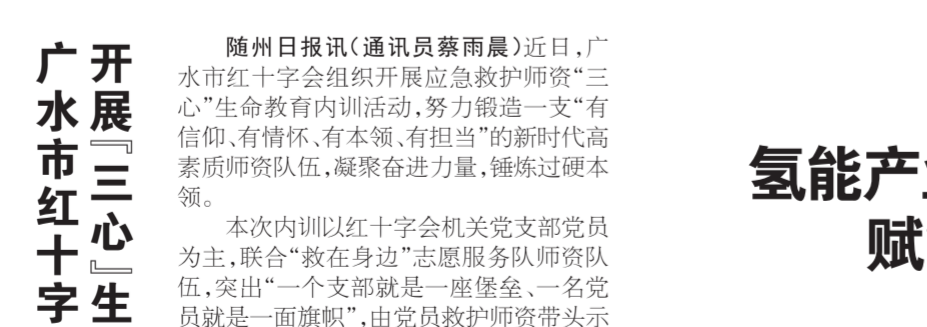 广水市红十字
开展『三心』生
随州日报讯(通讯员蔡雨晨)近日,广
水市红十字会组织开展应急救护师资“三
心”生命教育内训活动,努力锻造一支“有
信仰、有情怀、有本领、有担当”的新时代高
素质师资队伍,凝聚奋进力量,锤炼过硬本
领。
本次内训以红十字会机关党支部党员
为主,联合“救在身边”志愿服务队师资队
伍,突出“一个支部就是一座堡垒、一名党
员就是一面旗帜”,由党员救护师资带头示
氢能产
赋